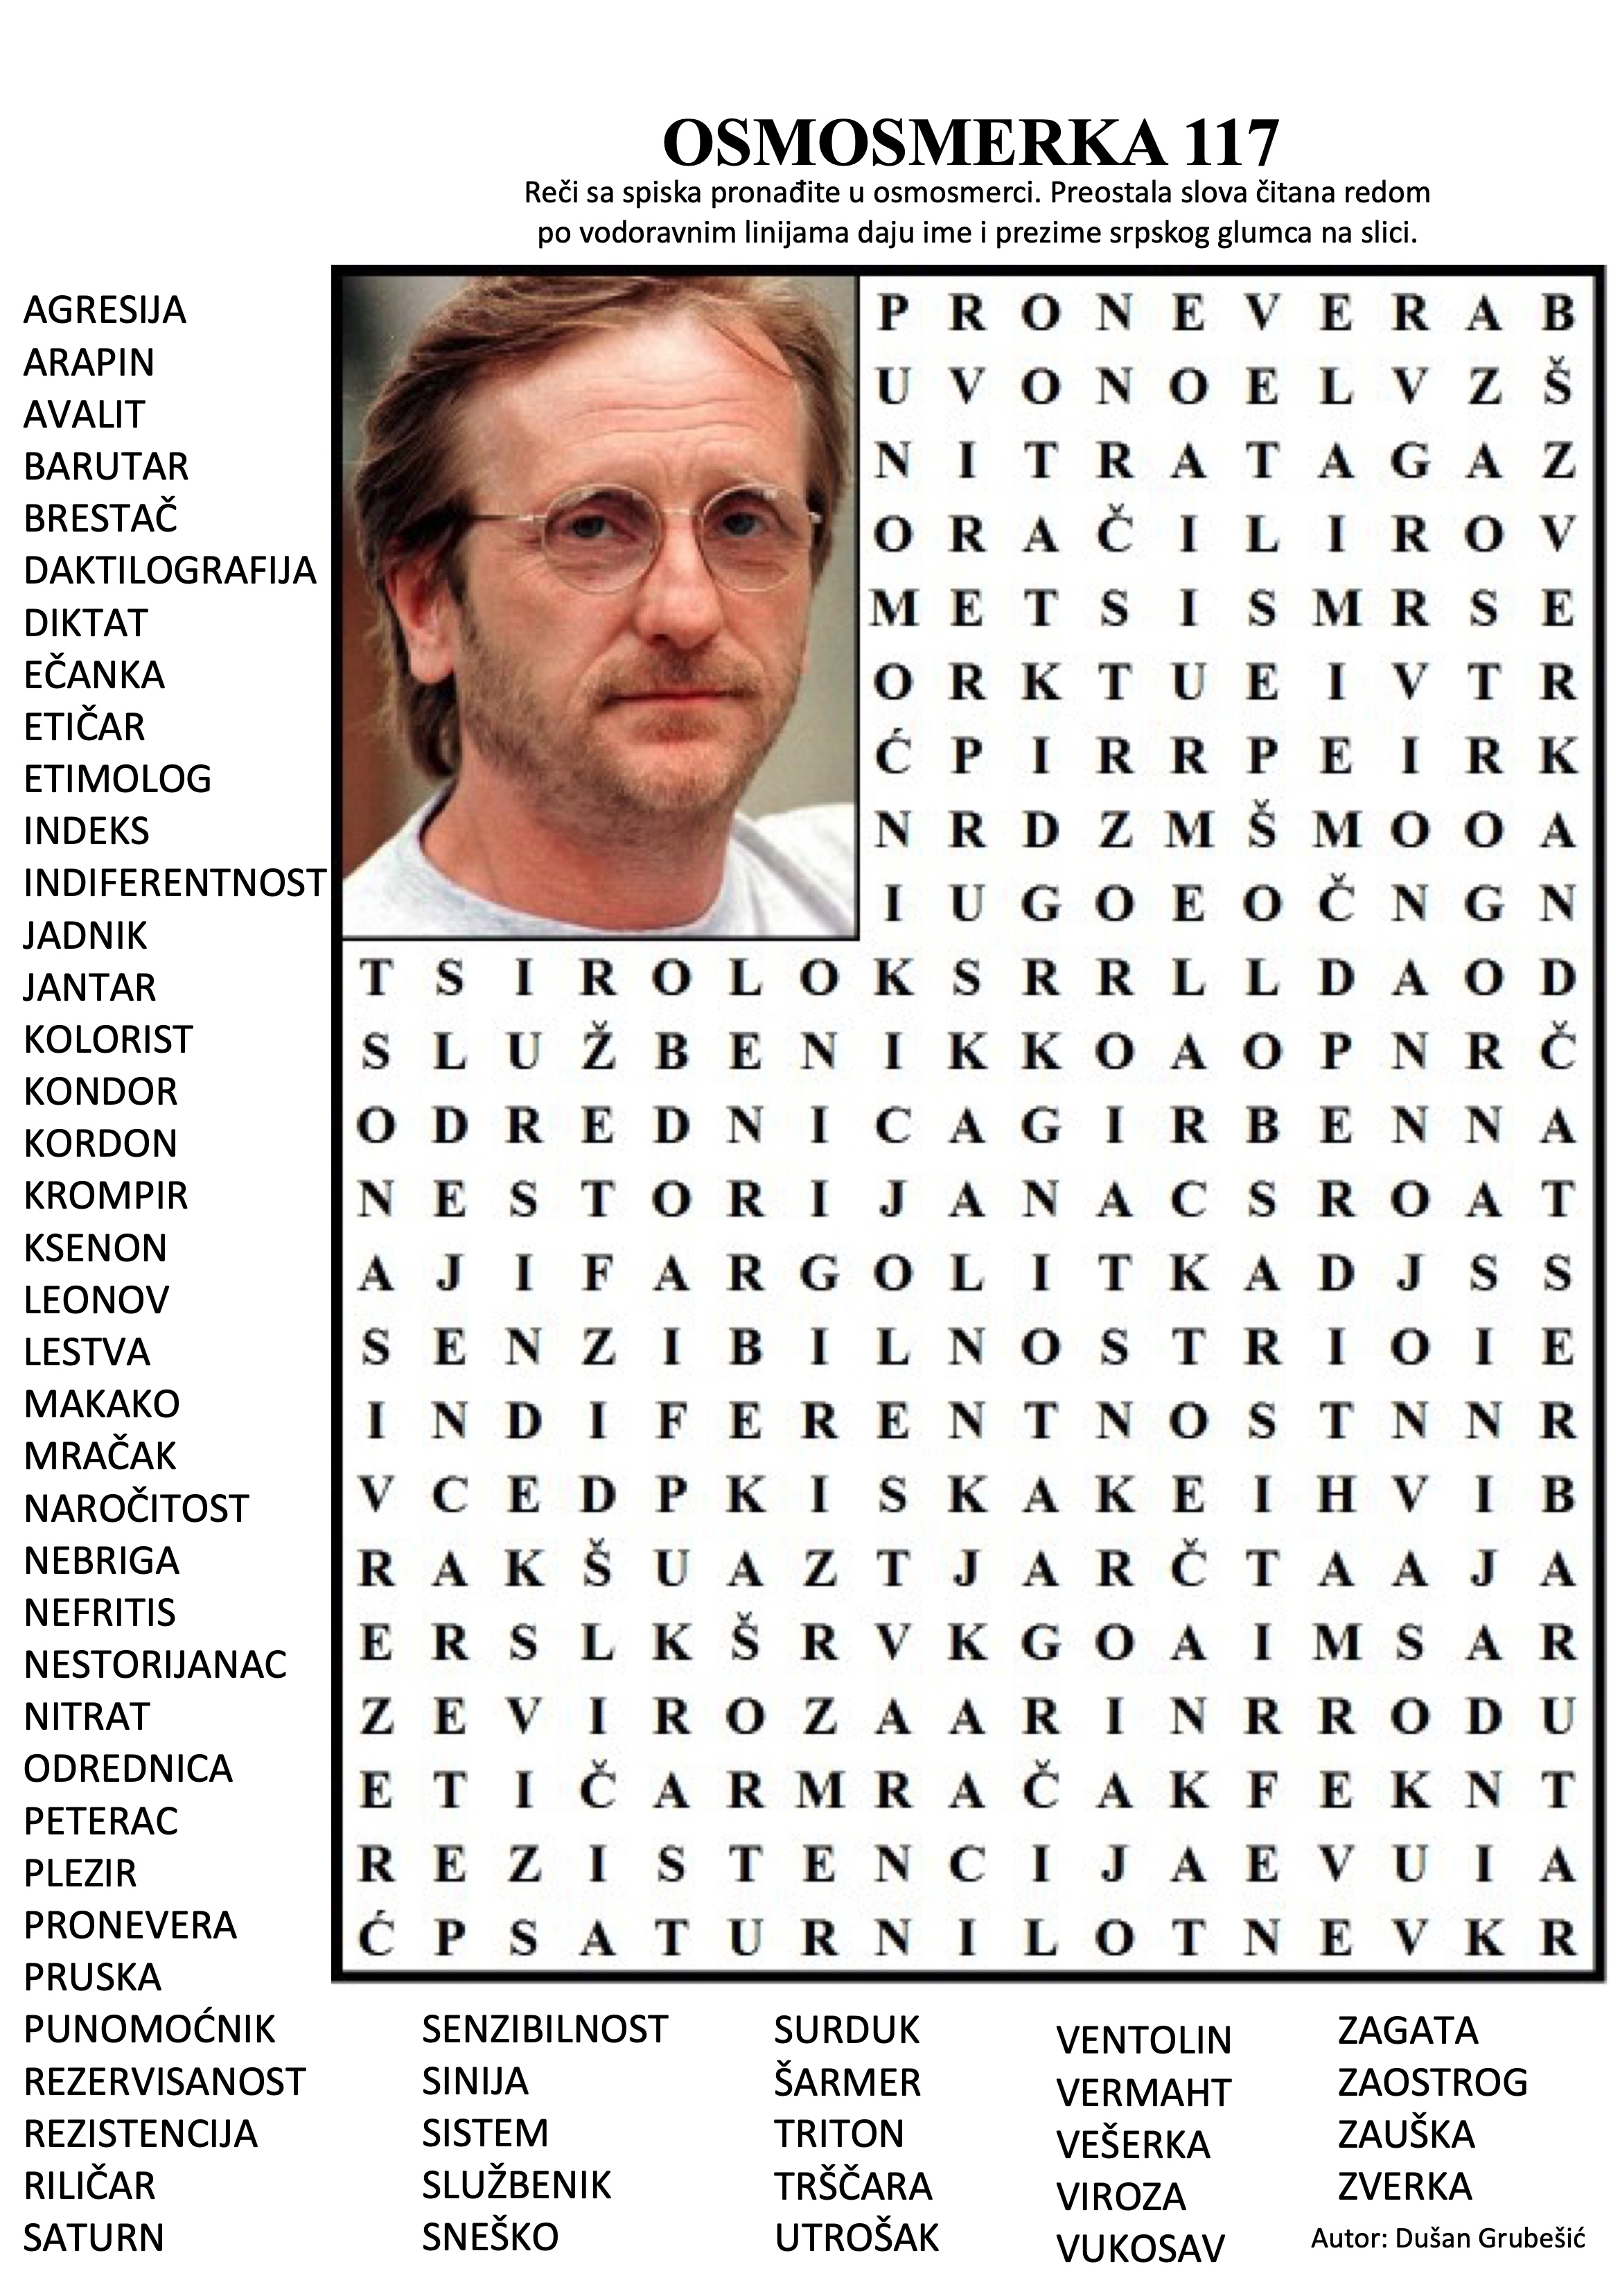 OSMOSMERKA 117
Reči sa spiska pronađite u osmosmerci. Preostala slova čitana redom
po vodoravnim linijama daju ime i prezime srpskog glumca na slici.
AGRESIJA
ARAPIN
AVALIT
BARUTAR
BRESTAČ
DAKTILOGRAFIJA
DIKTAT
EČANKA
ETIČAR
ETIMOLOG
INDEKS
INDIFERENTNOST
JADNIK
JANTAR
KOLORIST
KONDOR
KORDON
KROMPIR
KSENON
LEONOV
LESTVA
MAKAKO
MRAČAK
NAROČITOST
NEBRIGA
NEFRITIS
NESTORIJANAC
NITRAT
ODREDNICA
PETERAC
PLEZIR
PRONEVERA
PRUSKA
PUNOMOĆNIK
REZERVISANOST
REZISTENCIJA
RILIČAR
SATURN
P R O N E V E R A B
U V O N O E L V Z Š
N I T R A T A G A Z
O R A Č I L I R O V
M E T S I S M R S E
O R K T U E I V T R
Ć P I R R P E I R K
N R D Z M Š M O O A
I U G O E O Č N G N
T S I R O L O K S R R L L D A O D
S L U Ž B E N I K K O A O P N R Č
O D R E D N I C A G I R B E N N A
N E S T O R I J A N A C S R O A T
A J I F A R G O L I T K A D J S S
S E N Z I B I L N O S T R I O I E
I N D I F E R E N T N O S T N N R
V C E D P K I S K A K E I H V I B
R A K Š U A Z T J A R Č T A A J A
E R S L K Š R V K G O A I M S A R
Z E V I R O Z A A R I N R R O D U
E T I Č A R M R A Č A K F E K N T
R E Z I S T E N C I J A E V U I A
Ć P S A T U R N I L O T N E V K R
SENZIBILNOST
SINIJA
SISTEM
SLUŽBENIK
SNEŠKO
SURDUK
ŠARMER
TRITON
TRŠČARA
UTROŠAK
VENTOLIN
VERMAHT
VEŠERKA
VIROZA
VUKOSAV
ZAGATA
ZAOSTROG
ZAUŠKA
ZVERKA
Autor: Dušan Grubešić